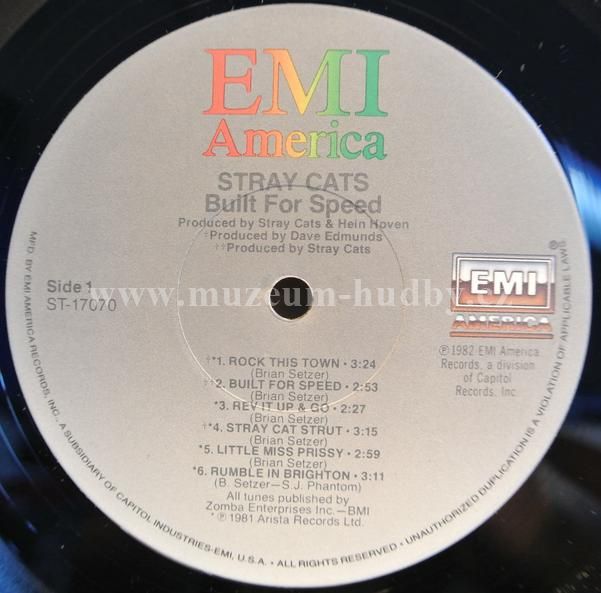 EMI
America
STRAY CATS
Built For Speed
Produced by Stray Cats & Hein Hoven
†Produced by Dave Edmunds
††Produced by Stray Cats
Side 1
ST-17070
www.muzeum-hudby.cz
EMI
AMERICA
®
℗1982 EMI America
Records, a division
of Capitol
Records, Inc.
†*1. ROCK THIS TOWN • 3:24
(Brian Setzer)
††2. BUILT FOR SPEED • 2:53
(Brian Setzer)
*3. REV IT UP & GO • 2:27
(Brian Setzer)
†*4. STRAY CAT STRUT • 3:15
(Brian Setzer)
*5. LITTLE MISS PRISSY • 2:59
(Brian Setzer)
*6. RUMBLE IN BRIGHTON • 3:11
(B. Setzer—S.J. Phantom)
All tunes published by
Zomba Enterprises Inc.—BMI
*℗1981 Arista Records Ltd.
MFD. BY EMI AMERICA RECORDS, INC., A SUBSIDIARY OF CAPITOL INDUSTRIES-EMI, U.S.A. • ALL RIGHTS RESERVED • UNAUTHORIZED DUPLICATION IS A VIOLATION OF APPLICABLE LAWS